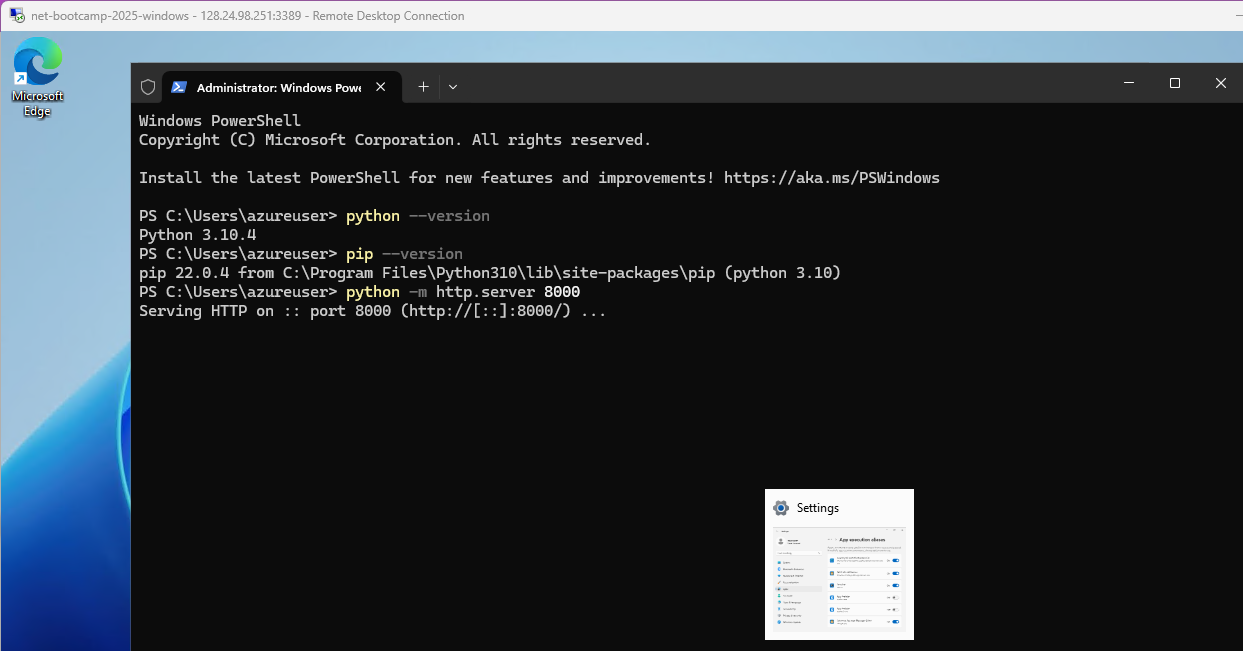 net-bootcamp-2025-windows - 128.24.98.251:3389 - Remote Desktop Connection
Microsoft
Edge
Administrator: Windows Powe
Windows PowerShell
Copyright (C) Microsoft Corporation. All rights reserved.
Install the latest PowerShell for new features and improvements! https://aka.ms/PSWindows
PS C:\Users\azureuser> python --version
Python 3.10.4
PS C:\Users\azureuser> pip --version
pip 22.0.4 from C:\Program Files\Python310\lib\site-packages\pip (python 3.10)
PS C:\Users\azureuser> python -m http.server 8000
Serving HTTP on :: port 8000 (http://[::]:8000/) ...
Settings
App execution aliases